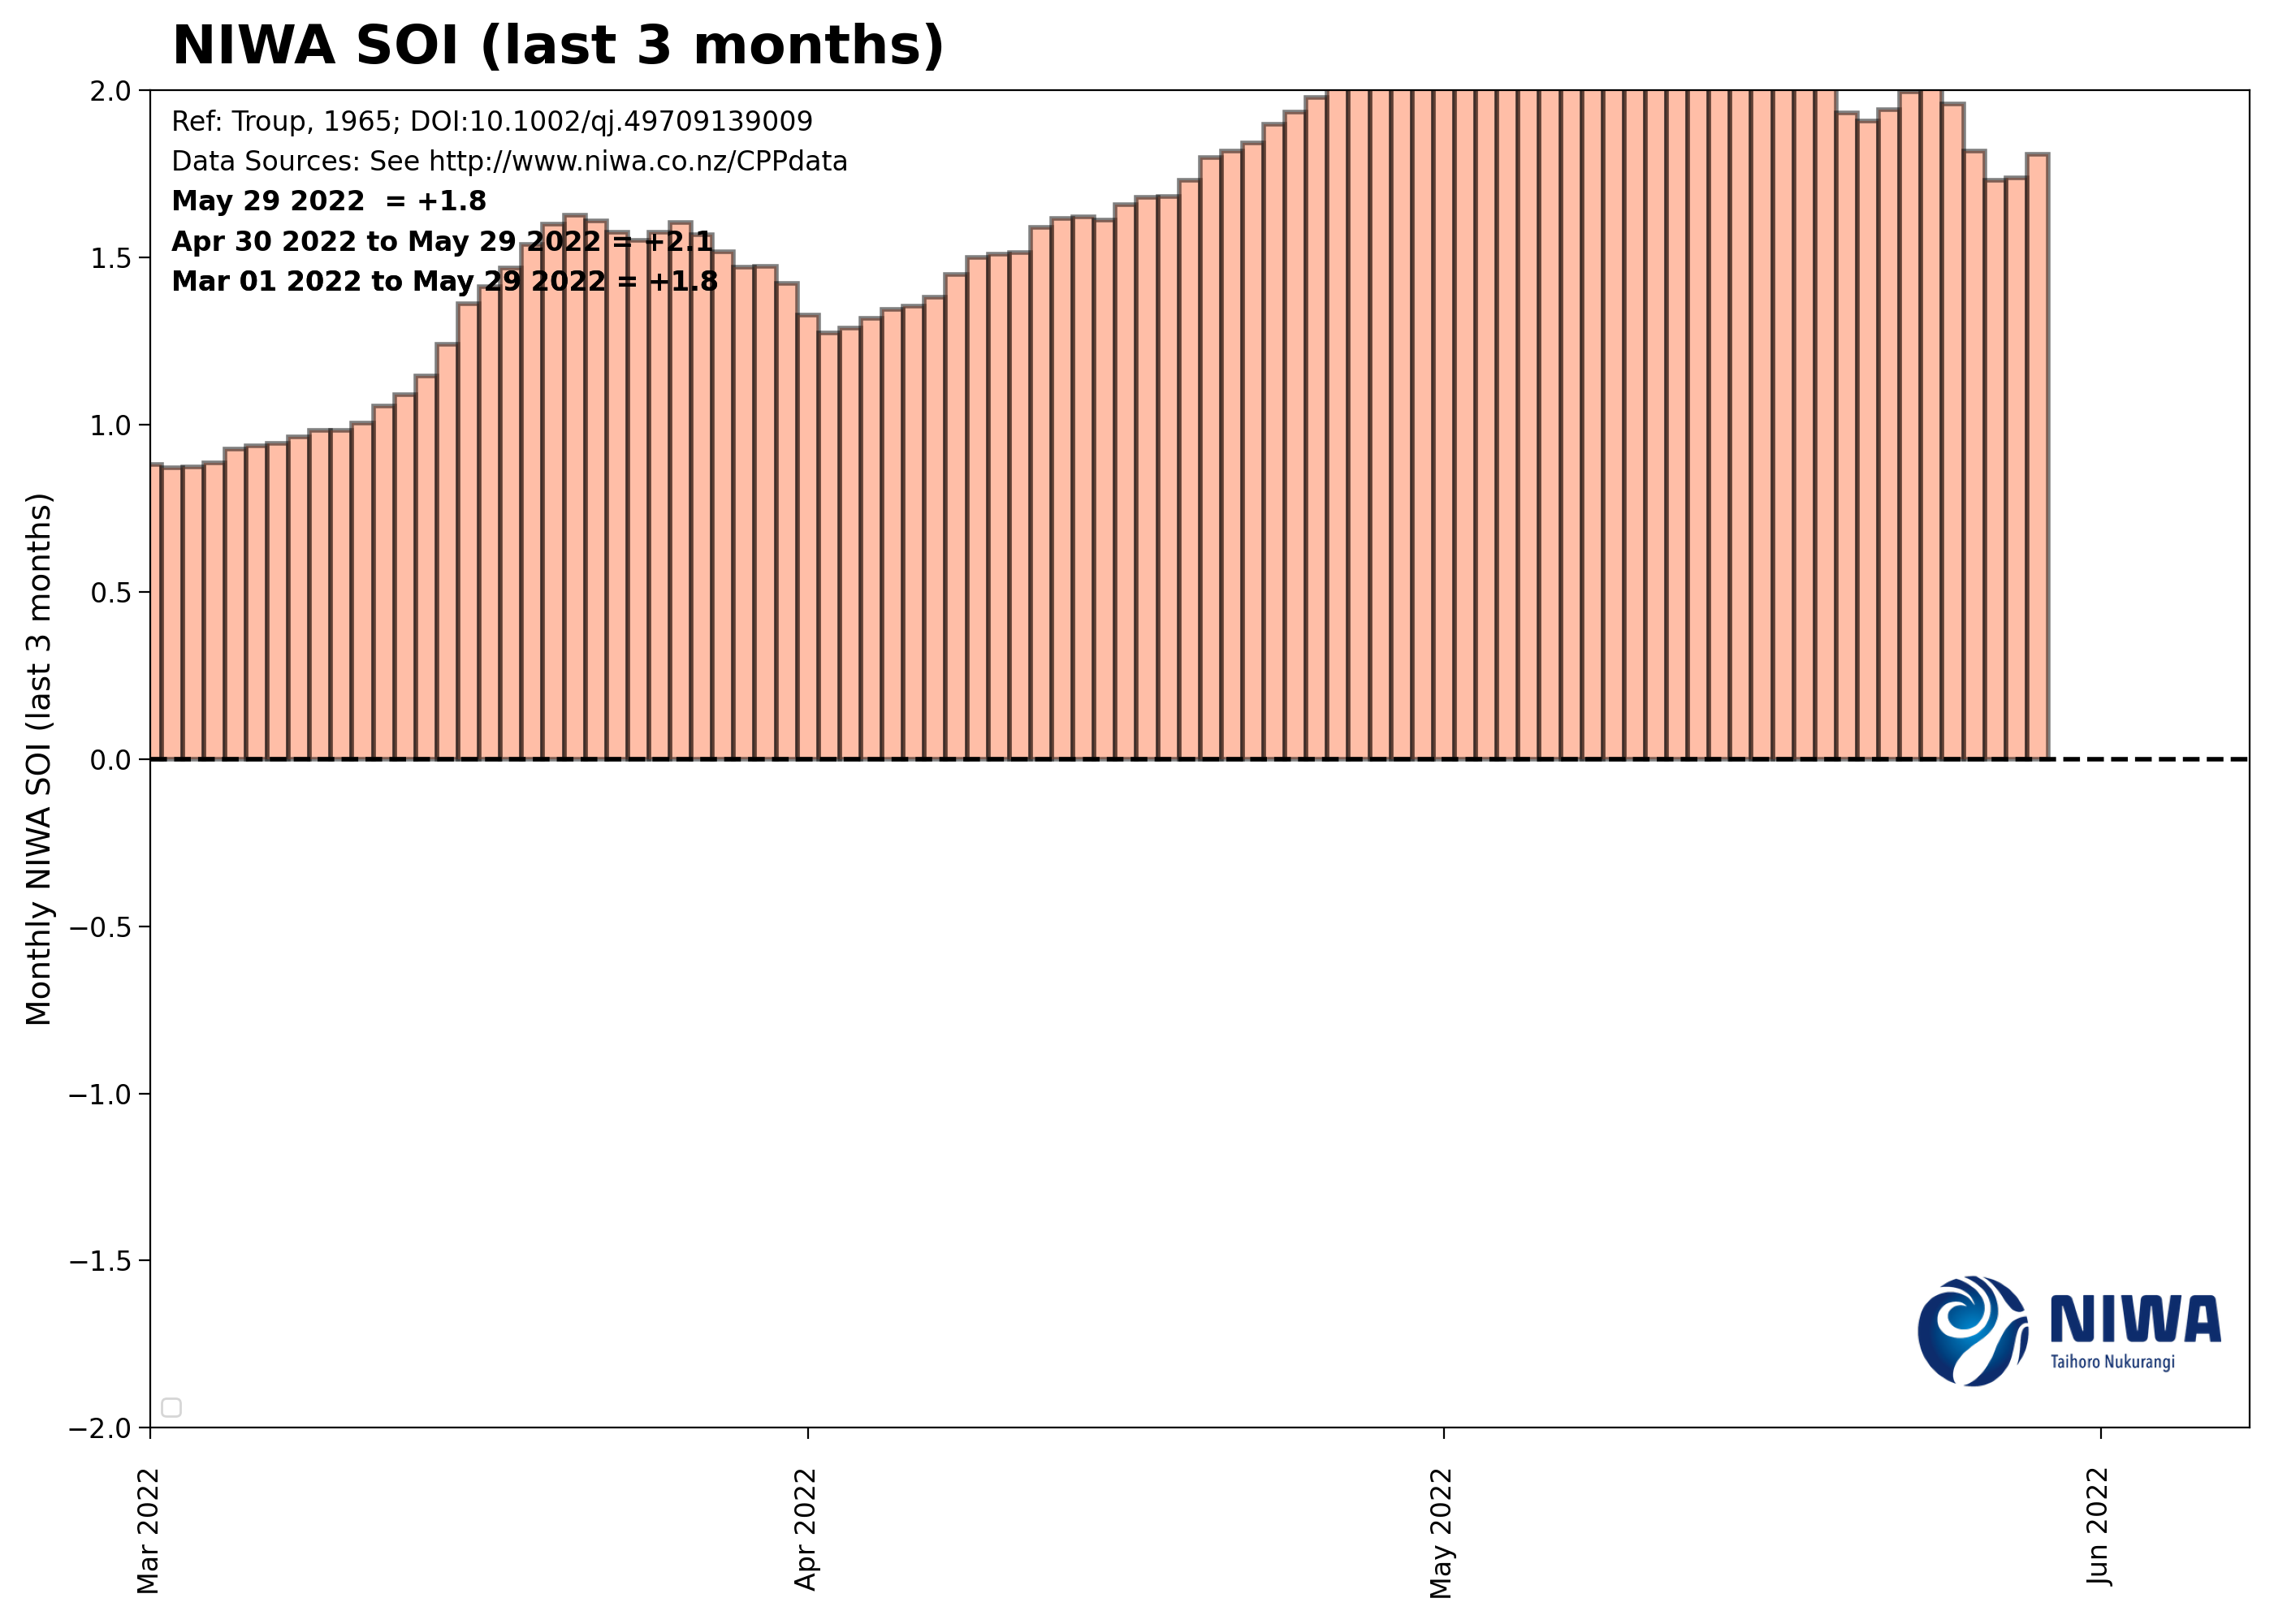 NIWA SOI (last 3 months)
Ref: Troup, 1965; DOI:10.1002/qj.49709139009
Data Sources: See http://www.niwa.co.nz/CPPdata
May 29 2022  = +1.8
Apr 30 2022 to May 29 2022 = +2.1
Mar 01 2022 to May 29 2022 = +1.8
Monthly NIWA SOI (last 3 months)
2.0
1.5
1.0
0.5
0.0
−0.5
−1.0
−1.5
−2.0
NIWA
Taihoro Nukurangi
Mar 2022
Apr 2022
May 2022
Jun 2022